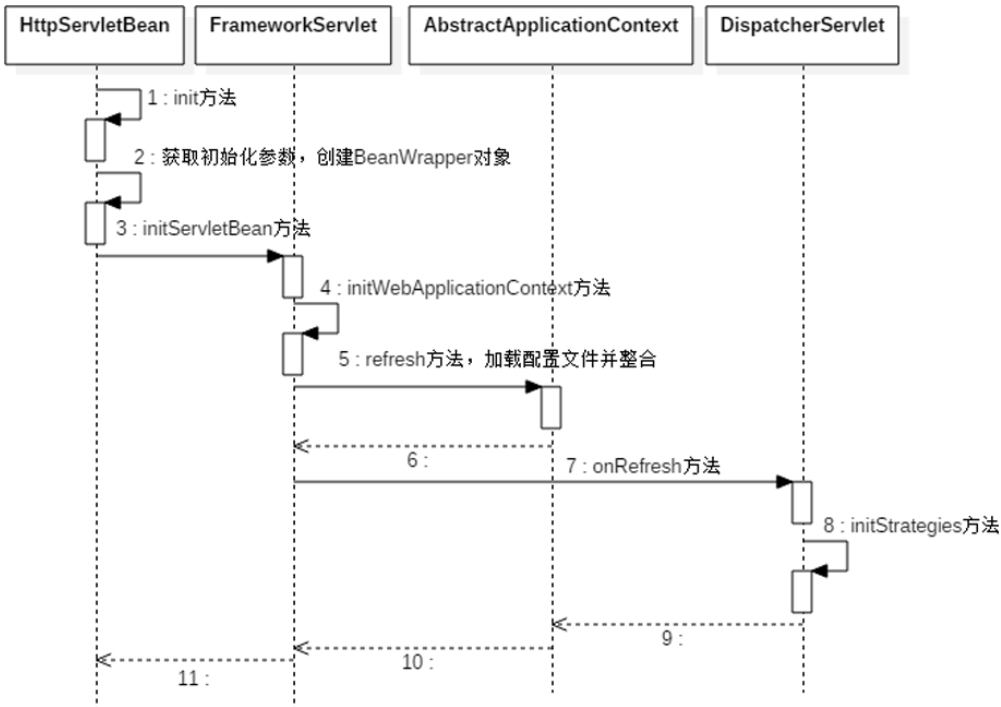 HttpServletBean
FrameworkServlet
AbstractApplicationContext
DispatcherServlet
1 : init方法
2 : 获取初始化参数，创建BeanWrapper对象
3 : initServletBean方法
4 : initWebApplicationContext方法
5 : refresh方法，加载配置文件并整合
6 :
7 : onRefresh方法
8 : initStrategies方法
9 :
10 :
11 :